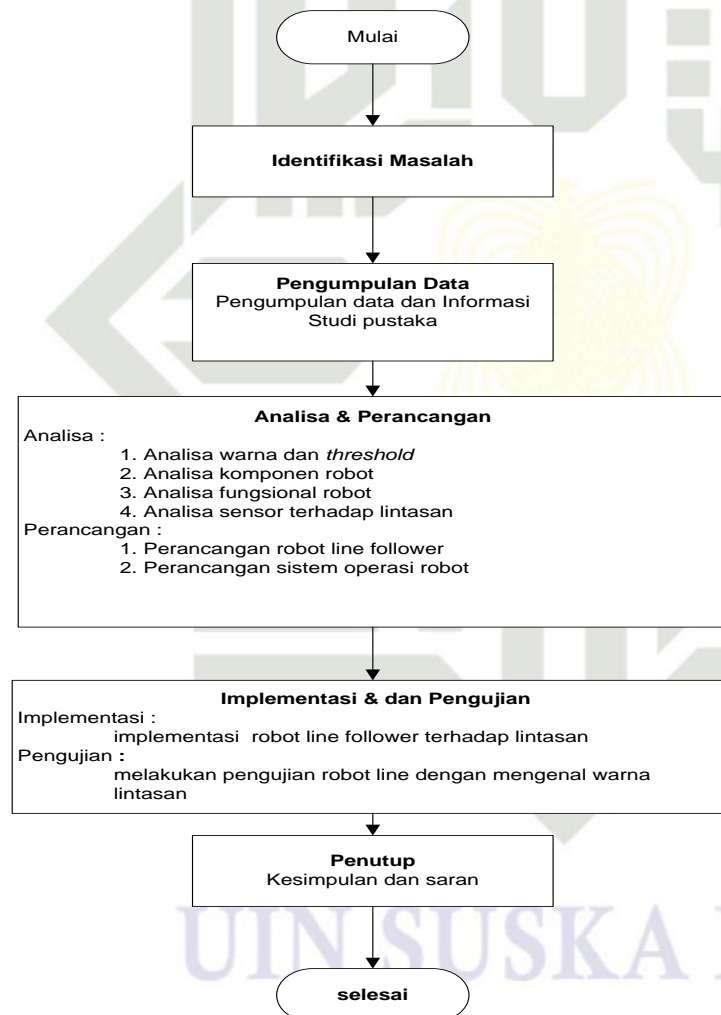 Mulai
Identifikasi Masalah
Pengumpulan Data
Pengumpulan data dan Informasi
Studi pustaka
Analisa & Perancangan
Analisa :
1. Analisa warna dan threshold
2. Analisa komponen robot
3. Analisa fungsional robot
4. Analisa sensor terhadap lintasan
Perancangan :
1. Perancangan robot line follower
2. Perancangan sistem operasi robot
Implementasi & dan Pengujian
Implementasi :
implementasi robot line follower terhadap lintasan
Pengujian :
melakukan pengujian robot line dengan mengenal warna
lintasan
Penutup
Kesimpulan dan saran
UIN SUSKA
selesai